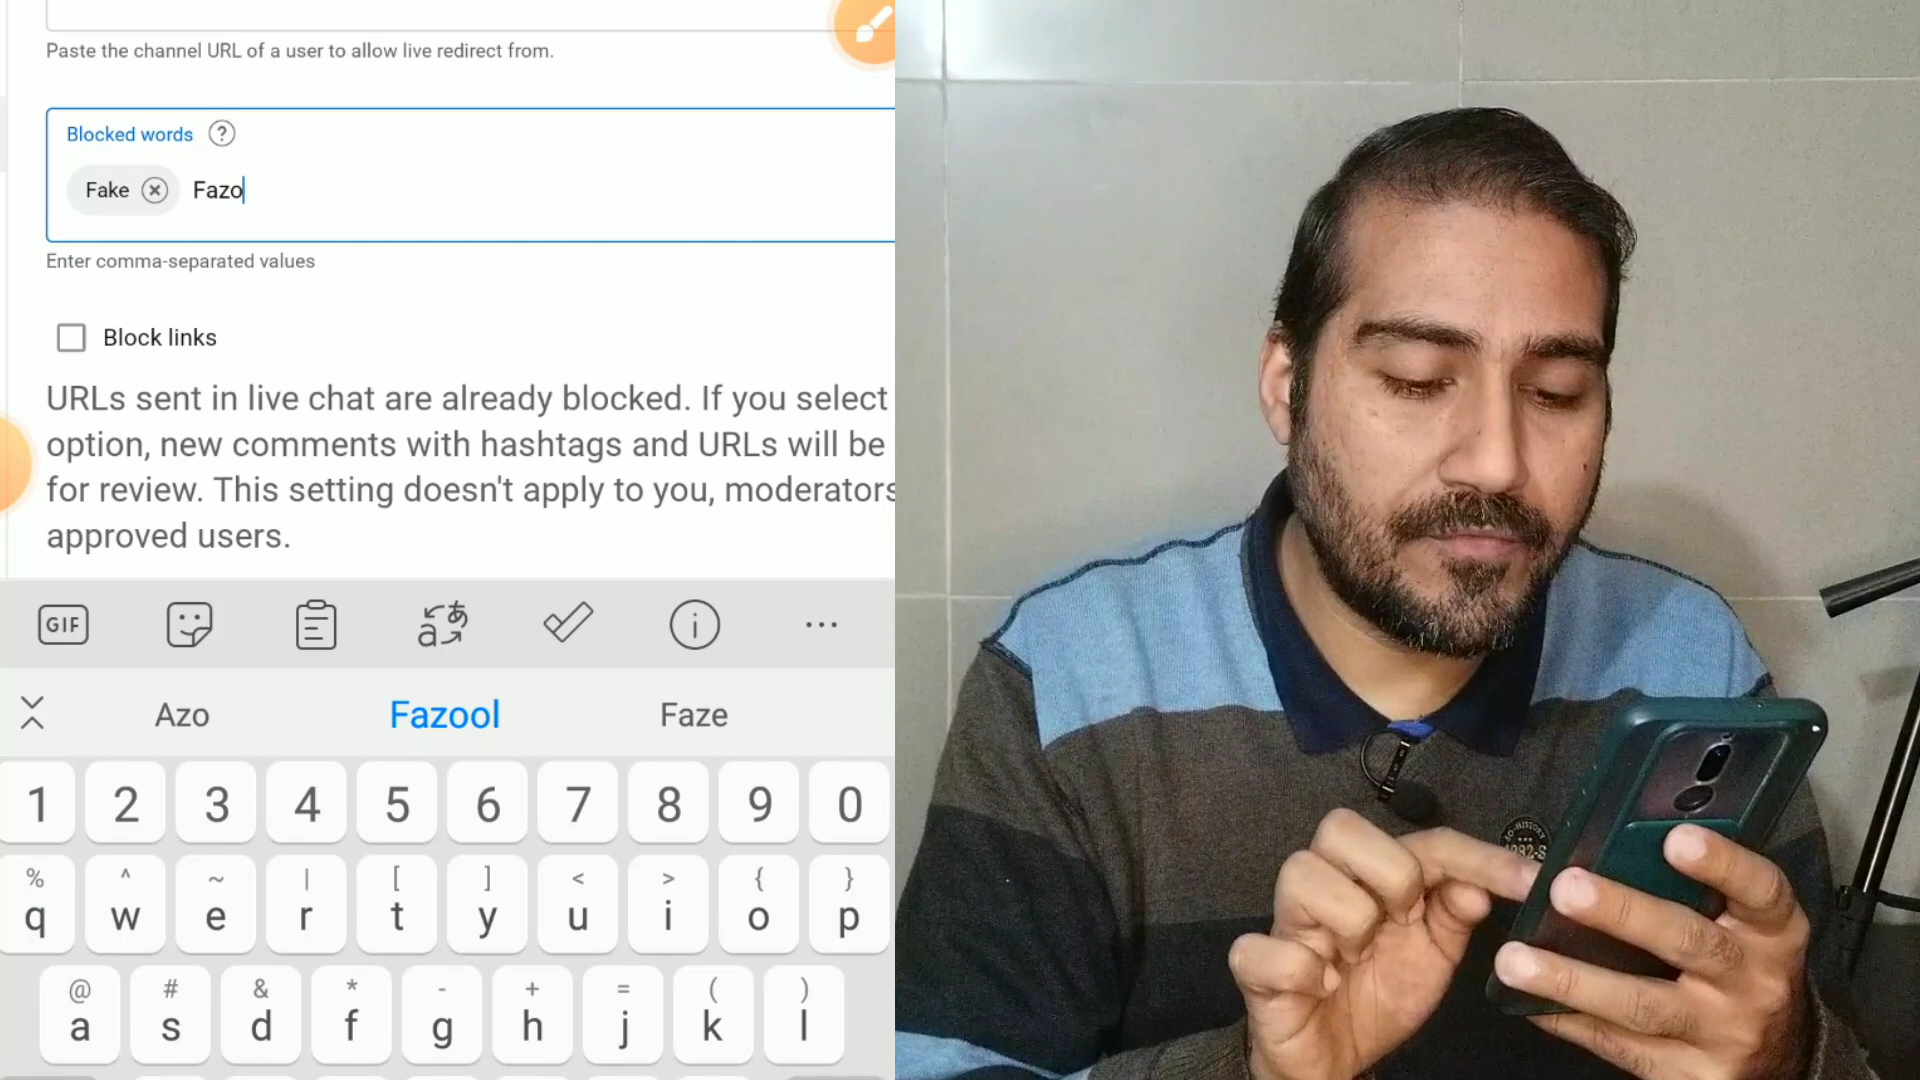 Paste the channel URL of a user to allow live redirect from.
Blocked words ?
Fake Fazo
Enter comma-separated values
Block links
URLs sent in live chat are already blocked. If you select
option, new comments with hashtags and URLs will be
for review. This setting doesn't apply to you, moderators
approved users.
GIF
a あ
Azo Fazool Faze
1 2 3 4 5 6 7 8 9 0
% ^ ~ | [ ] < > { }
q w e r t y u i o p
@ # & * - + = ( )
a s d f g h j k l